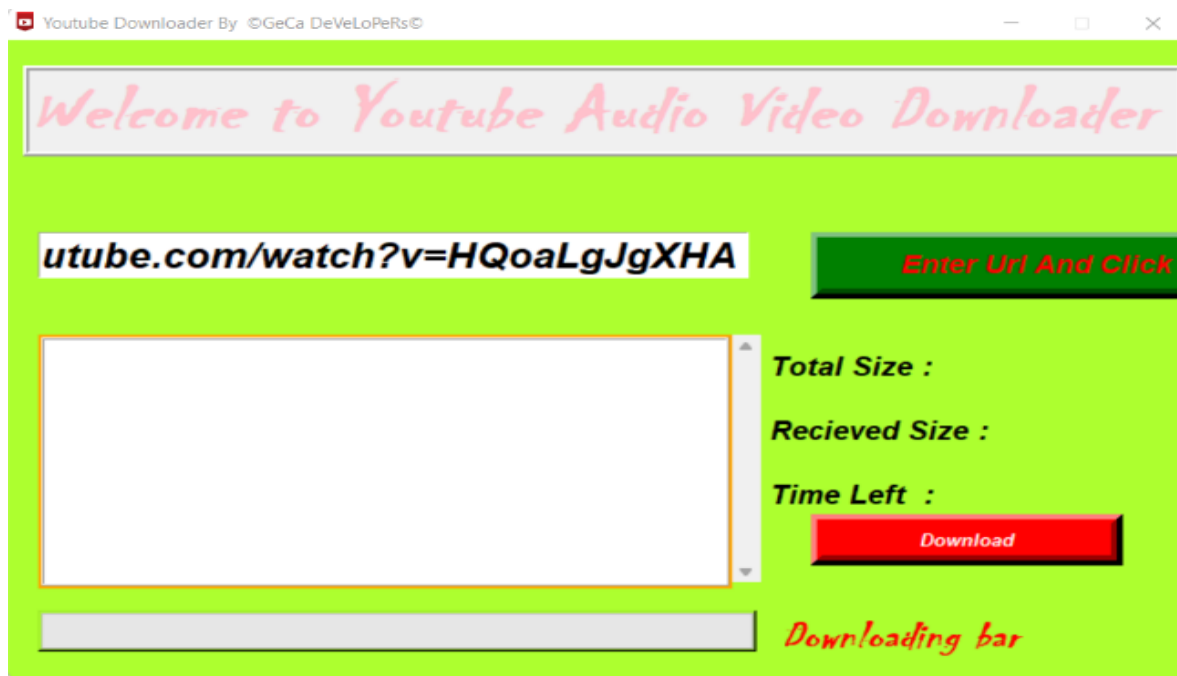 Youtube Downloader By ©GeCa DeVeLoPeRs©
Welcome to Youtube Audio Video Downloader
utube.com/watch?v=HQoaLgJgXHA
Enter Url And Click
Total Size :
Recieved Size :
Time Left :
Download
Downloading bar